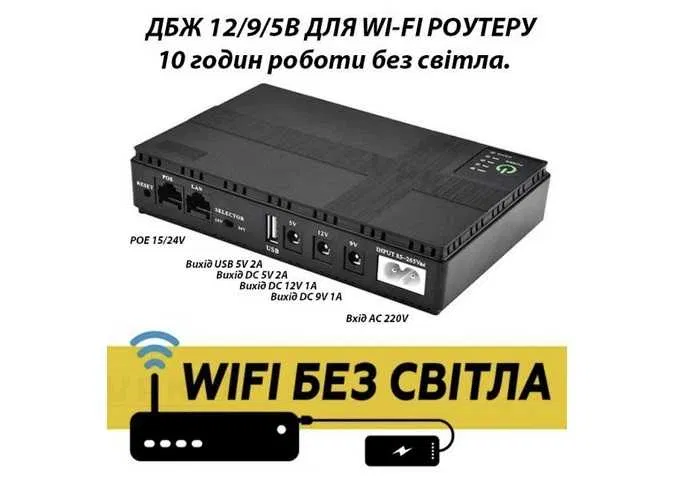 ДБЖ 12/9/5В ДЛЯ WI-FI РОУТЕРУ
10 годин роботи без світла.
RESET
POE
LAN
SELECTOR
5V
12V
9V
USB
INPUT 85-265Vac
POE 15/24V
Вихід USB 5V 2A
Вихід DC 5V 2A
Вихід DC 12V 1A
Вихід DC 9V 1A
Вхід AC 220V
WIFI БЕЗ СВІТЛА